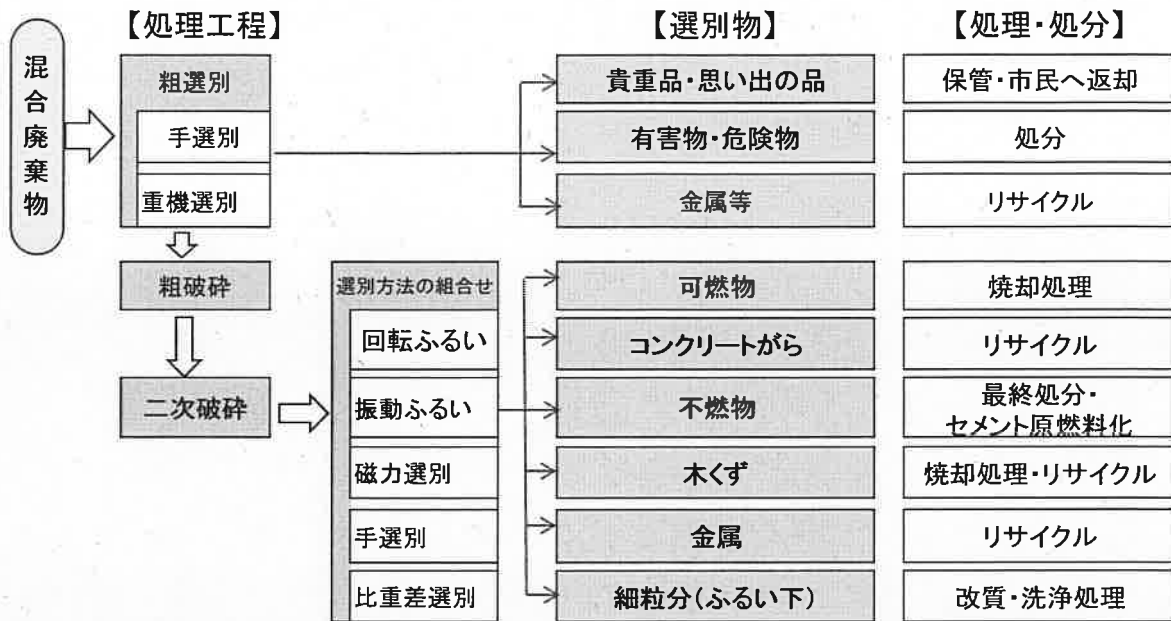 【処理工程】
【選別物】
【処理・処分】
混合廃棄物
粗選別
手選別
重機選別
貴重品・思い出の品
保管・市民へ返却
有害物・危険物
処分
金属等
リサイクル
粗破砕
二次破砕
選別方法の組合せ
回転ふるい
振動ふるい
磁力選別
手選別
比重差選別
可燃物
焼却処理
コンクリートがら
リサイクル
不燃物
最終処分・
セメント原燃料化
木くず
焼却処理・リサイクル
金属
リサイクル
細粒分(ふるい下)
改質・洗浄処理